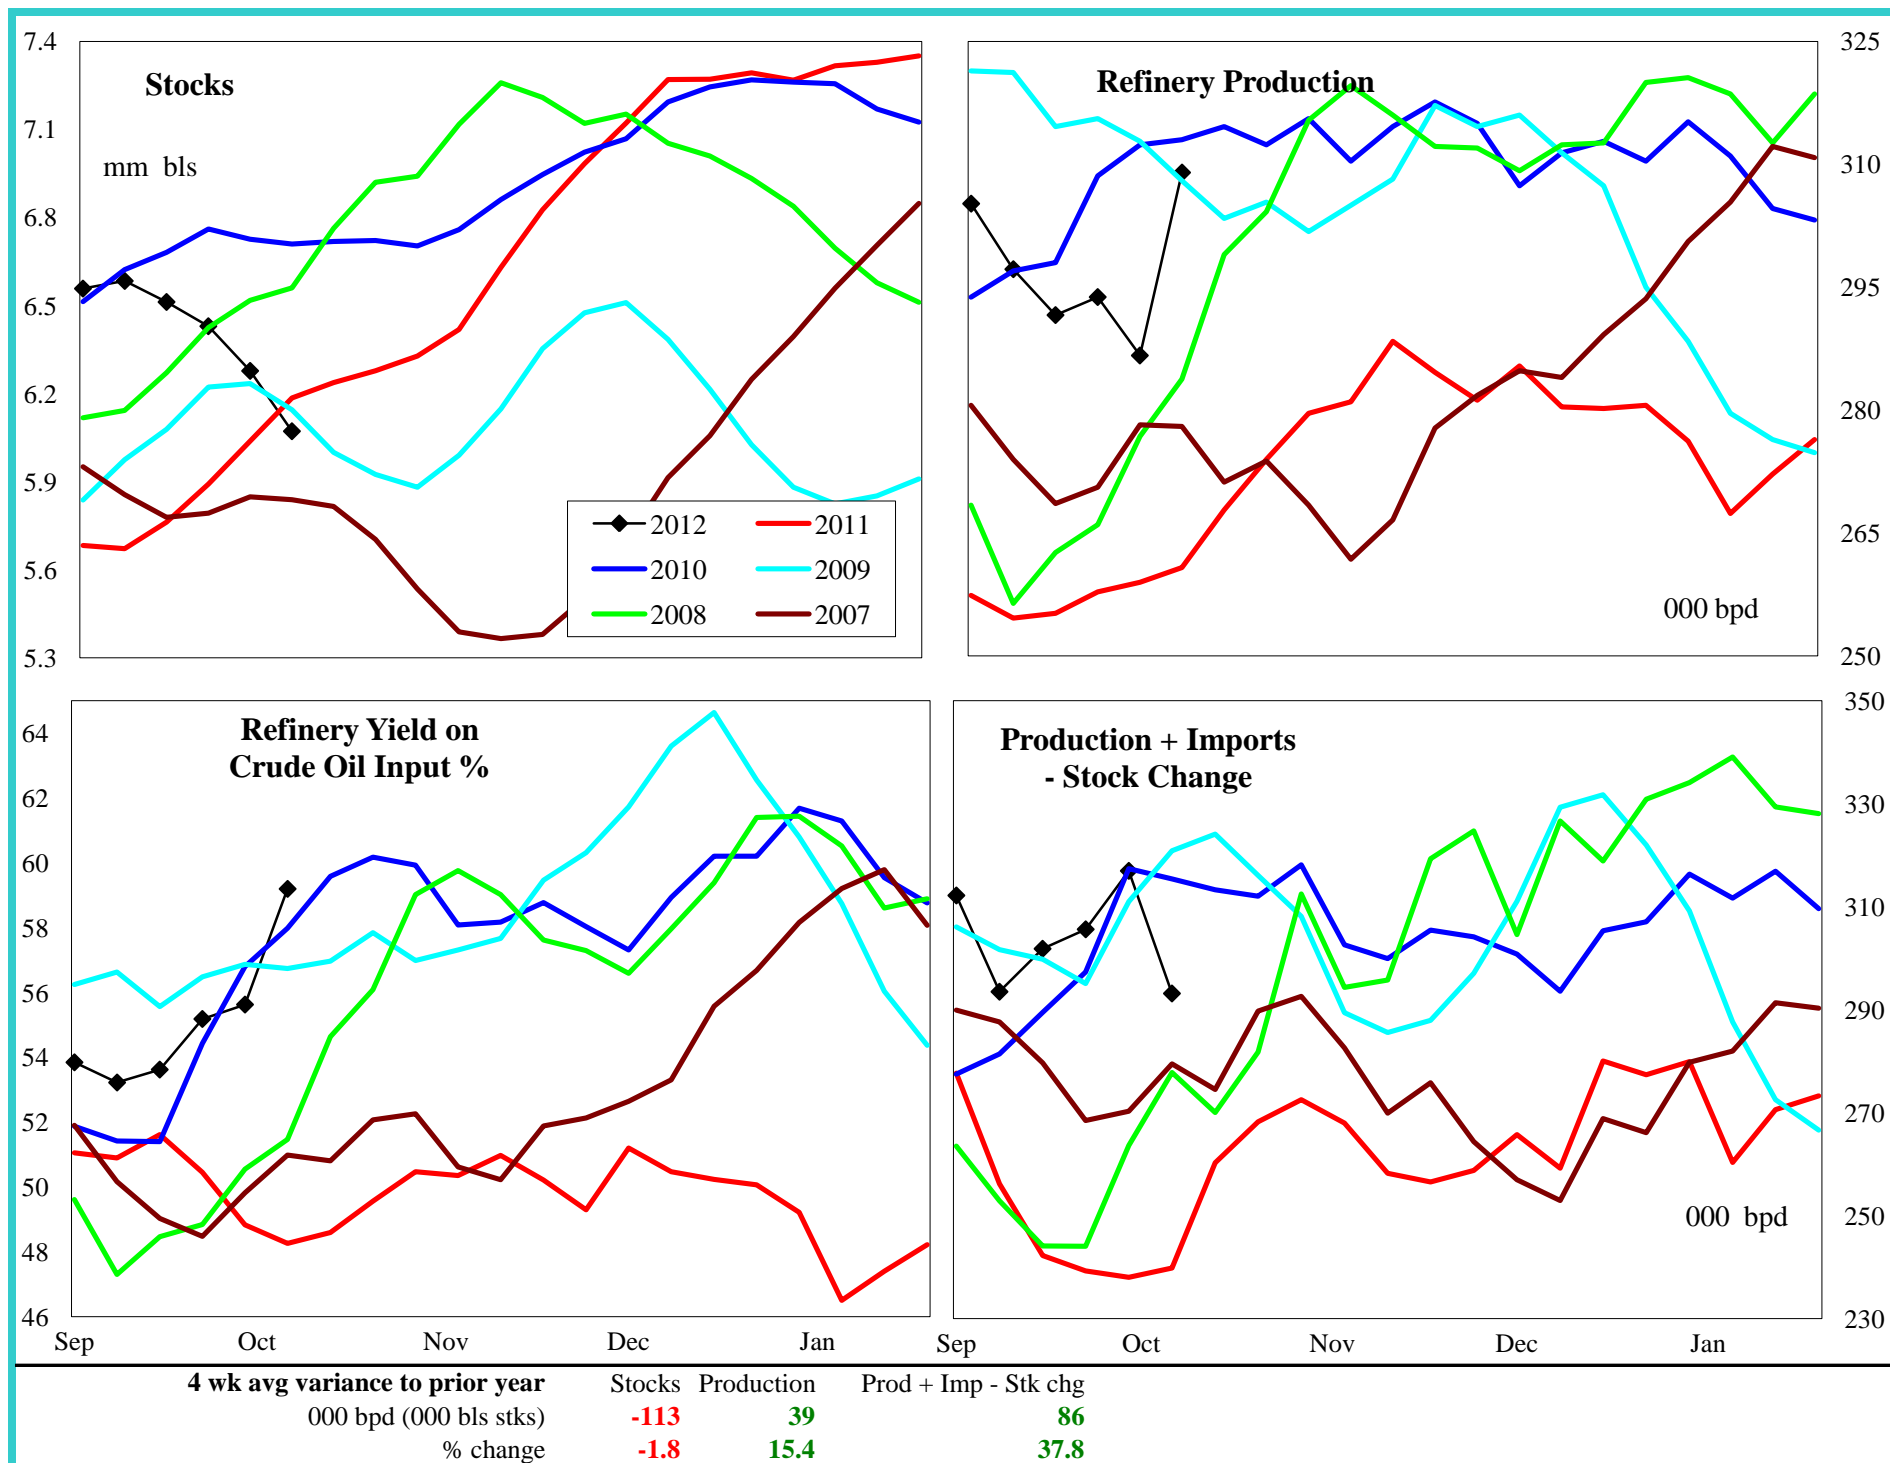 Stocks
mm bls
7.4
7.1
6.8
6.5
6.2
5.9
5.6
5.3
2012 2011
2010 2009
2008 2007
Refinery Production
000 bpd
325
310
295
280
265
250
Refinery Yield on
Crude Oil Input %
64
62
60
58
56
54
52
50
48
46
Sep Oct Nov Dec Jan
Production + Imports
- Stock Change
000 bpd
350
330
310
290
270
250
230
Sep Oct Nov Dec Jan
4 wk avg variance to prior year Stocks Production Prod + Imp - Stk chg
000 bpd (000 bls stks) -113 39 86
% change -1.8 15.4 37.8